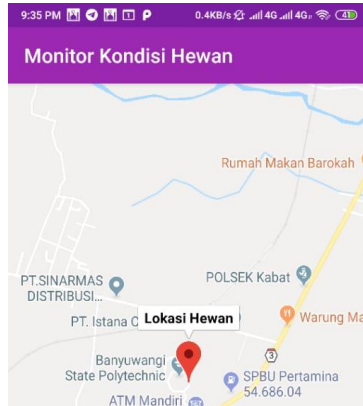 9:35 PM 0.4KB/s 4G 4G 41
Monitor Kondisi Hewan
Rumah Makan Barokah
PT.SINARMAS
DISTRIBUSI...
POLSEK Kabat
PT. Istana C
Lokasi Hewan
Warung Ma
3
Banyuwangi
State Polytechnic
SPBU Pertamina
54.686.04
ATM Mandiri